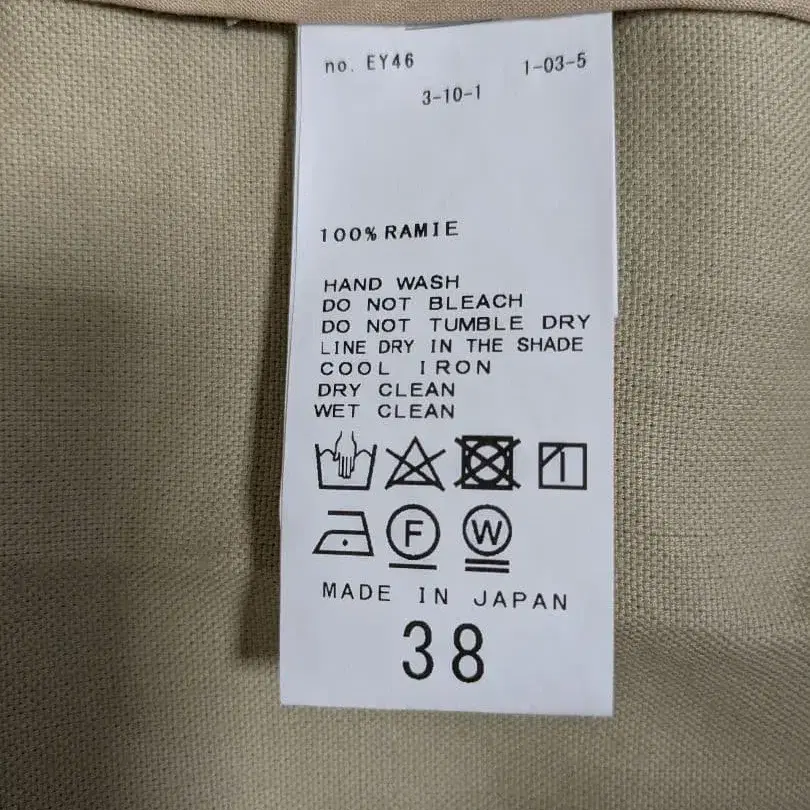 no. EY46
1-03-5
3-10-1
100% RAMIE
HAND WASH
DO NOT BLEACH
DO NOT TUMBLE DRY
LINE DRY IN THE SHADE
COOL IRON
DRY CLEAN
WET CLEAN
F W
MADE IN JAPAN
38